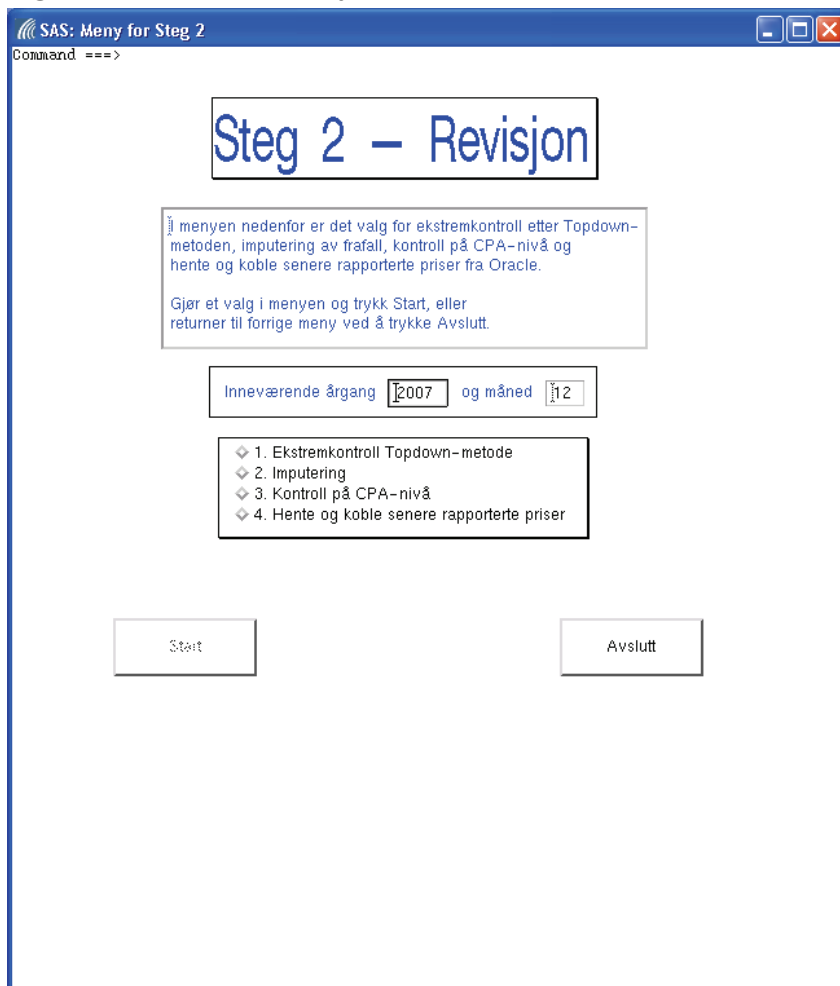 SAS: Meny for Steg 2
Command ===>
Steg 2 – Revisjon
I menyen nedenfor er det valg for ekstremkontroll etter Topdown-
metoden, imputering av frafall, kontroll på CPA-nivå og
hente og koble senere rapporterte priser fra Oracle.
Gjør et valg i menyen og trykk Start, eller
returner til forrige meny ved å trykke Avslutt.
Inneværende årgang 2007 og måned 12
1. Ekstremkontroll Topdown-metode
2. Imputering
3. Kontroll på CPA-nivå
4. Hente og koble senere rapporterte priser
Start Avslutt